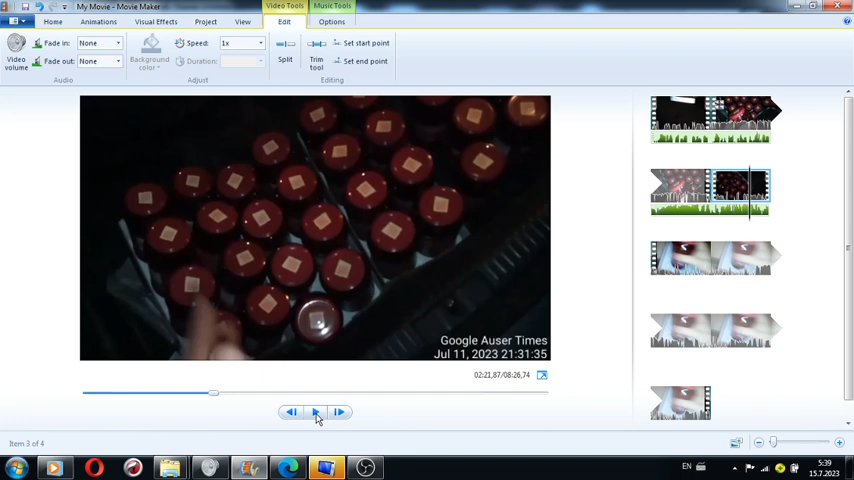 My Movie - Movie Maker
Video Tools
Music Tools
Home
Animations
Visual Effects
Project
View
Edit
Options
Video volume
Fade in: None
Fade out: None
Audio
Background color
Speed: 1x
Duration:
Adjust
Split
Trim tool
Set start point
Set end point
Editing
Google Auser Times
Jul 11, 2023 21:31:35
02:21,87/08:26,74
Item 3 of 4
EN
5:39
15.7.2023